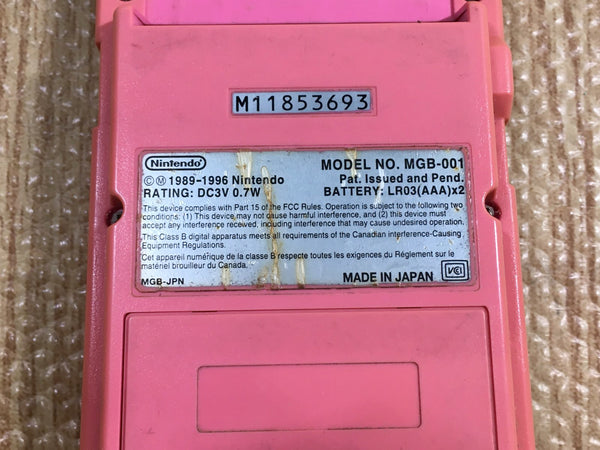 M11853693
Nintendo MODEL NO. MGB-001
©Ⓜ 1989-1996 Nintendo Pat. Issued and Pend.
RATING: DC3V 0.7W BATTERY: LR03(AAA)x2
This device complies with Part 15 of the FCC Rules. Operation is subject to the following two
conditions: (1) This device may not cause harmful interference, and (2) this device must
accept any interference received, including interference that may cause undesired operation.
This Class B digital apparatus meets all requirements of the Canadian Interference-Causing
Equipment Regulations.
Cet appareil numérique de la classe B respecte toutes les exigences du Règlement sur le
matériel brouilleur du Canada.
MGB-JPN MADE IN JAPAN VCI